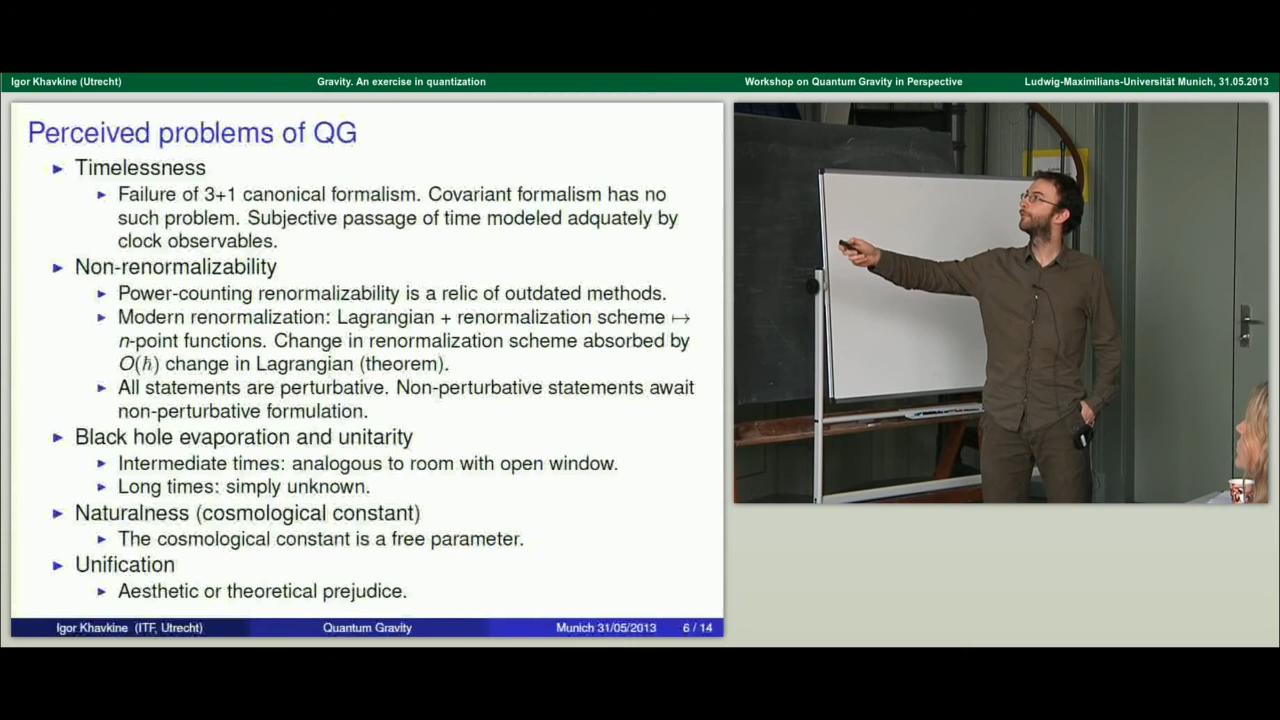 Igor Khavkine (Utrecht) Gravity. An exercise in quantization Workshop on Quantum Gravity in Perspective Ludwig-Maximilians-Universität Munich, 31.05.2013
Perceived problems of QG
► Timelessness
► Failure of 3+1 canonical formalism. Covariant formalism has no
such problem. Subjective passage of time modeled adquately by
clock observables.
► Non-renormalizability
► Power-counting renormalizability is a relic of outdated methods.
► Modern renormalization: Lagrangian + renormalization scheme ↦
n-point functions. Change in renormalization scheme absorbed by
O(ħ) change in Lagrangian (theorem).
► All statements are perturbative. Non-perturbative statements await
non-perturbative formulation.
► Black hole evaporation and unitarity
► Intermediate times: analogous to room with open window.
► Long times: simply unknown.
► Naturalness (cosmological constant)
► The cosmological constant is a free parameter.
► Unification
► Aesthetic or theoretical prejudice.
Igor Khavkine (ITF, Utrecht) Quantum Gravity Munich 31/05/2013 6 / 14